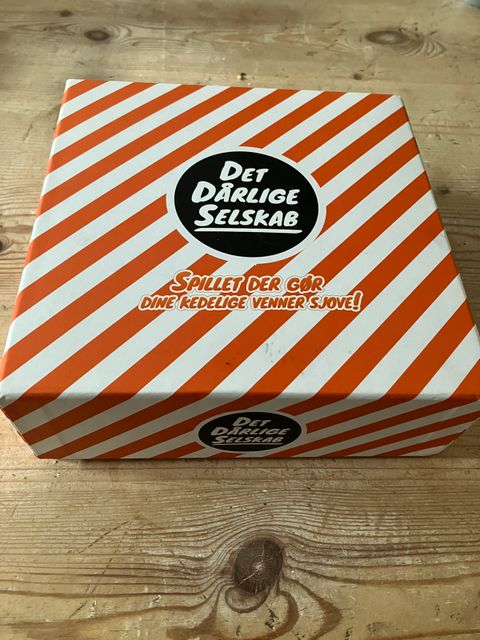 DET
DÅRLIGE
SELSKAB
SPILLET DER GØR
DINE KEDELIGE VENNER SJOVE!
DET
DÅRLIGE
SELSKAB